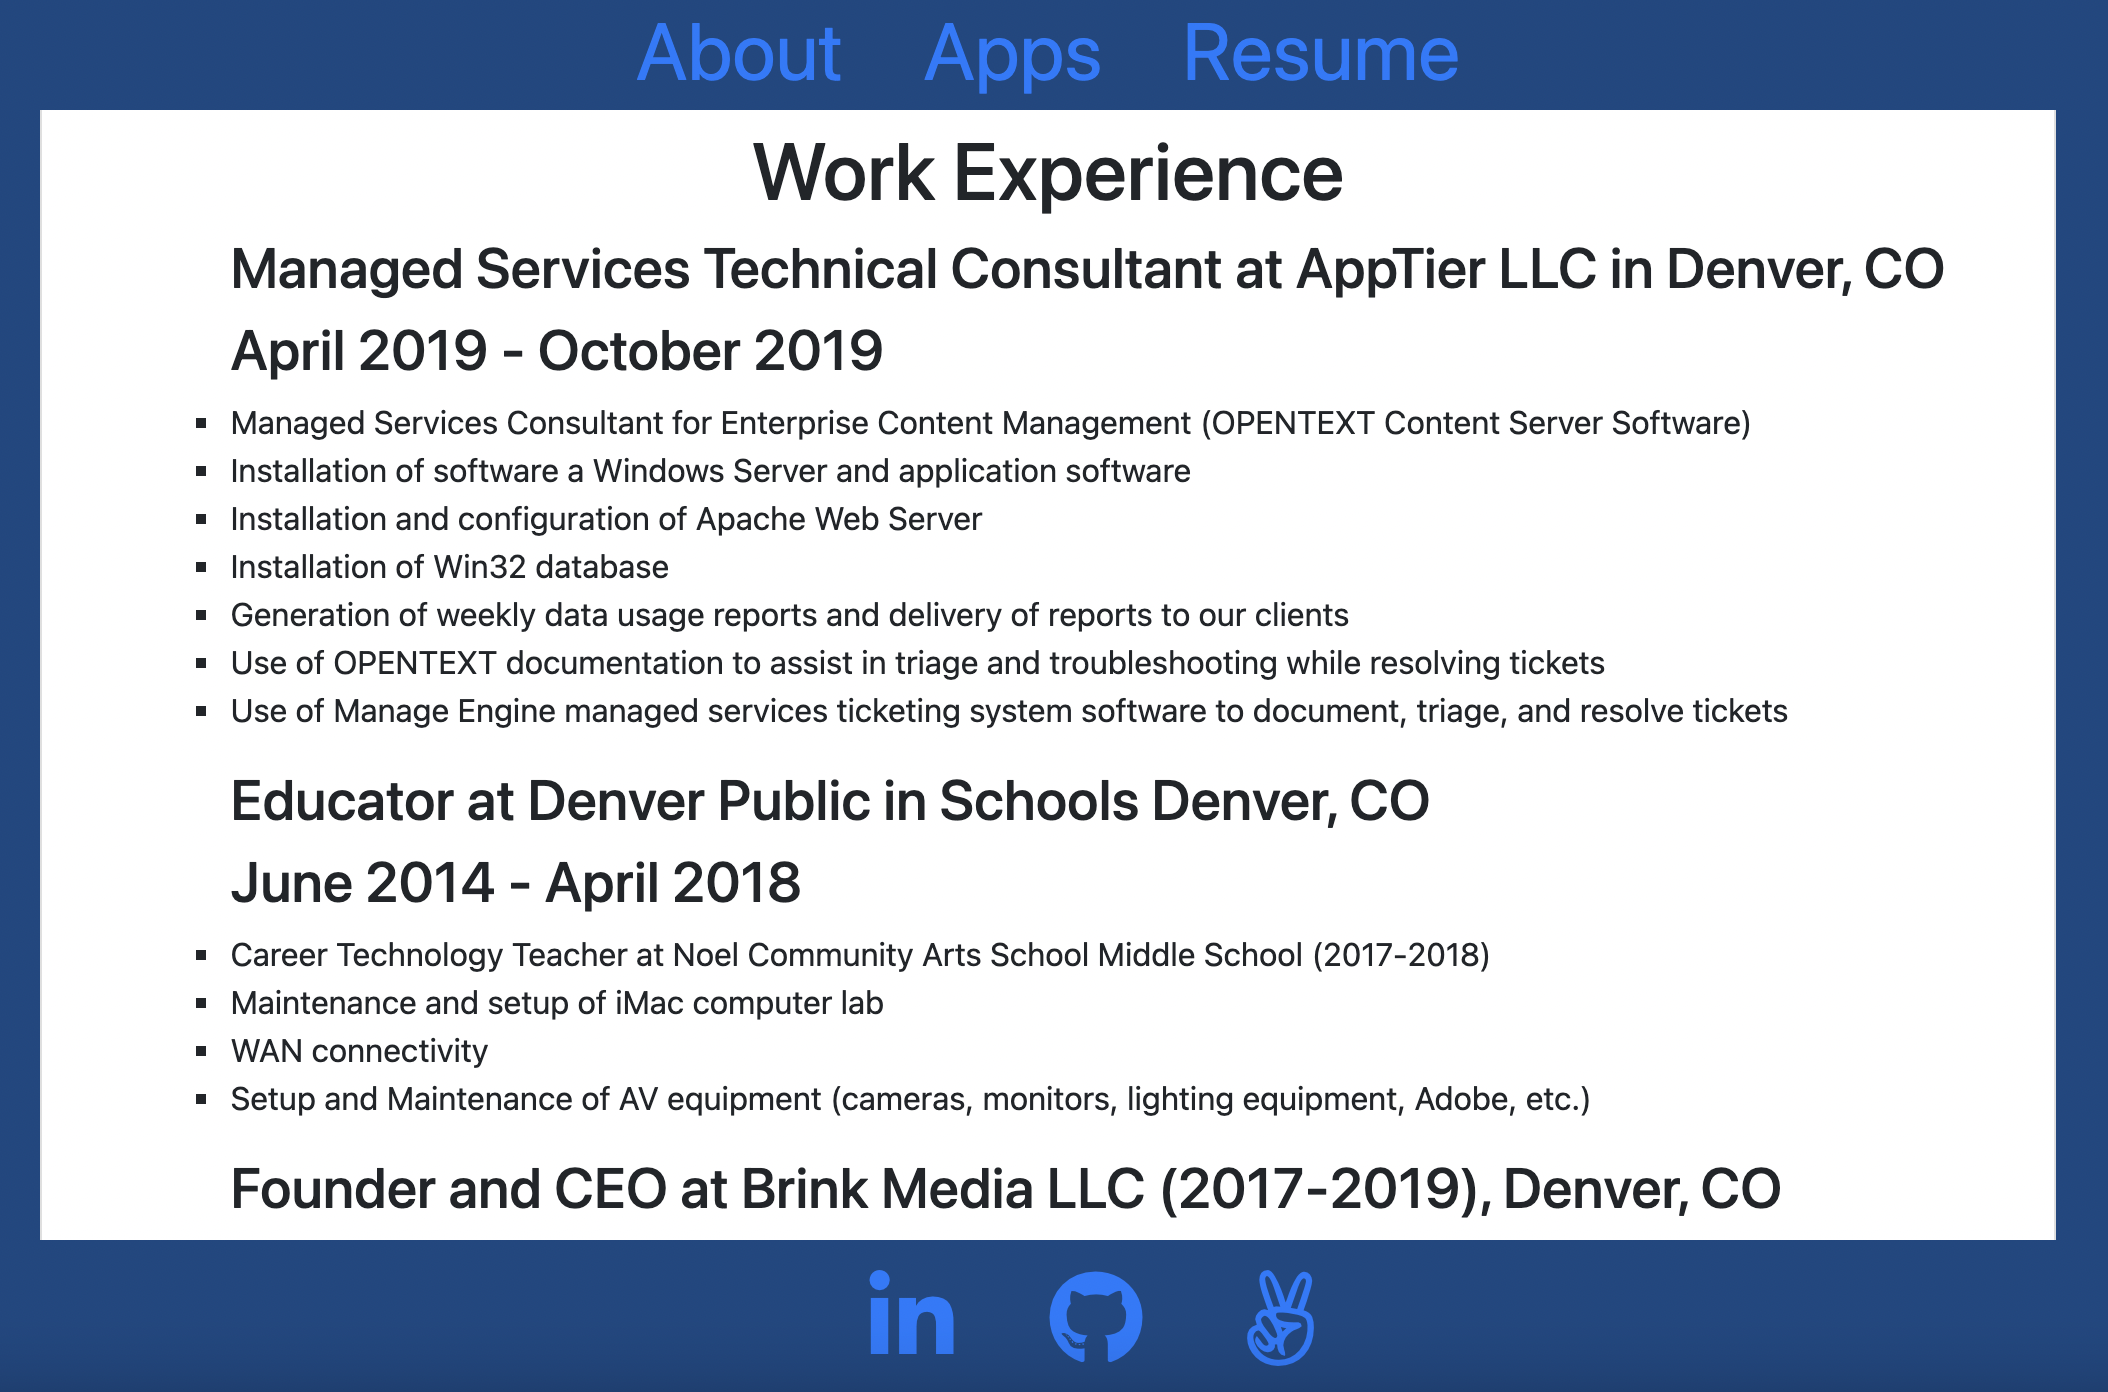 About Apps Resume
Work Experience
Managed Services Technical Consultant at AppTier LLC in Denver, CO
April 2019 - October 2019
▪ Managed Services Consultant for Enterprise Content Management (OPENTEXT Content Server Software)
▪ Installation of software a Windows Server and application software
▪ Installation and configuration of Apache Web Server
▪ Installation of Win32 database
▪ Generation of weekly data usage reports and delivery of reports to our clients
▪ Use of OPENTEXT documentation to assist in triage and troubleshooting while resolving tickets
▪ Use of Manage Engine managed services ticketing system software to document, triage, and resolve tickets
Educator at Denver Public in Schools Denver, CO
June 2014 - April 2018
▪ Career Technology Teacher at Noel Community Arts School Middle School (2017-2018)
▪ Maintenance and setup of iMac computer lab
▪ WAN connectivity
▪ Setup and Maintenance of AV equipment (cameras, monitors, lighting equipment, Adobe, etc.)
Founder and CEO at Brink Media LLC (2017-2019), Denver, CO
in